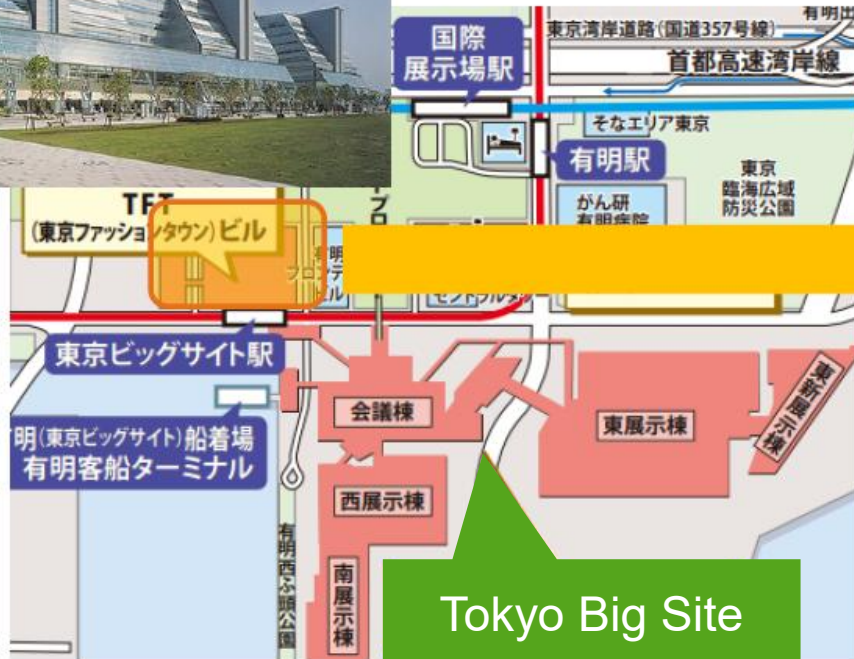 東京湾岸道路(国道357号線)
首都高速湾岸線
国際
展示場駅
そなエリア東京
有明駅
東京
臨海広域
防災公園
がん研
有明病院
TFT
(東京ファッションタウン)ビル
東京ビッグサイト駅
明(東京ビッグサイト)船着場
有明客船ターミナル
会議棟
東展示棟
東新展示棟
西展示棟
南展示棟
有明西ふ頭公園
Tokyo Big Site